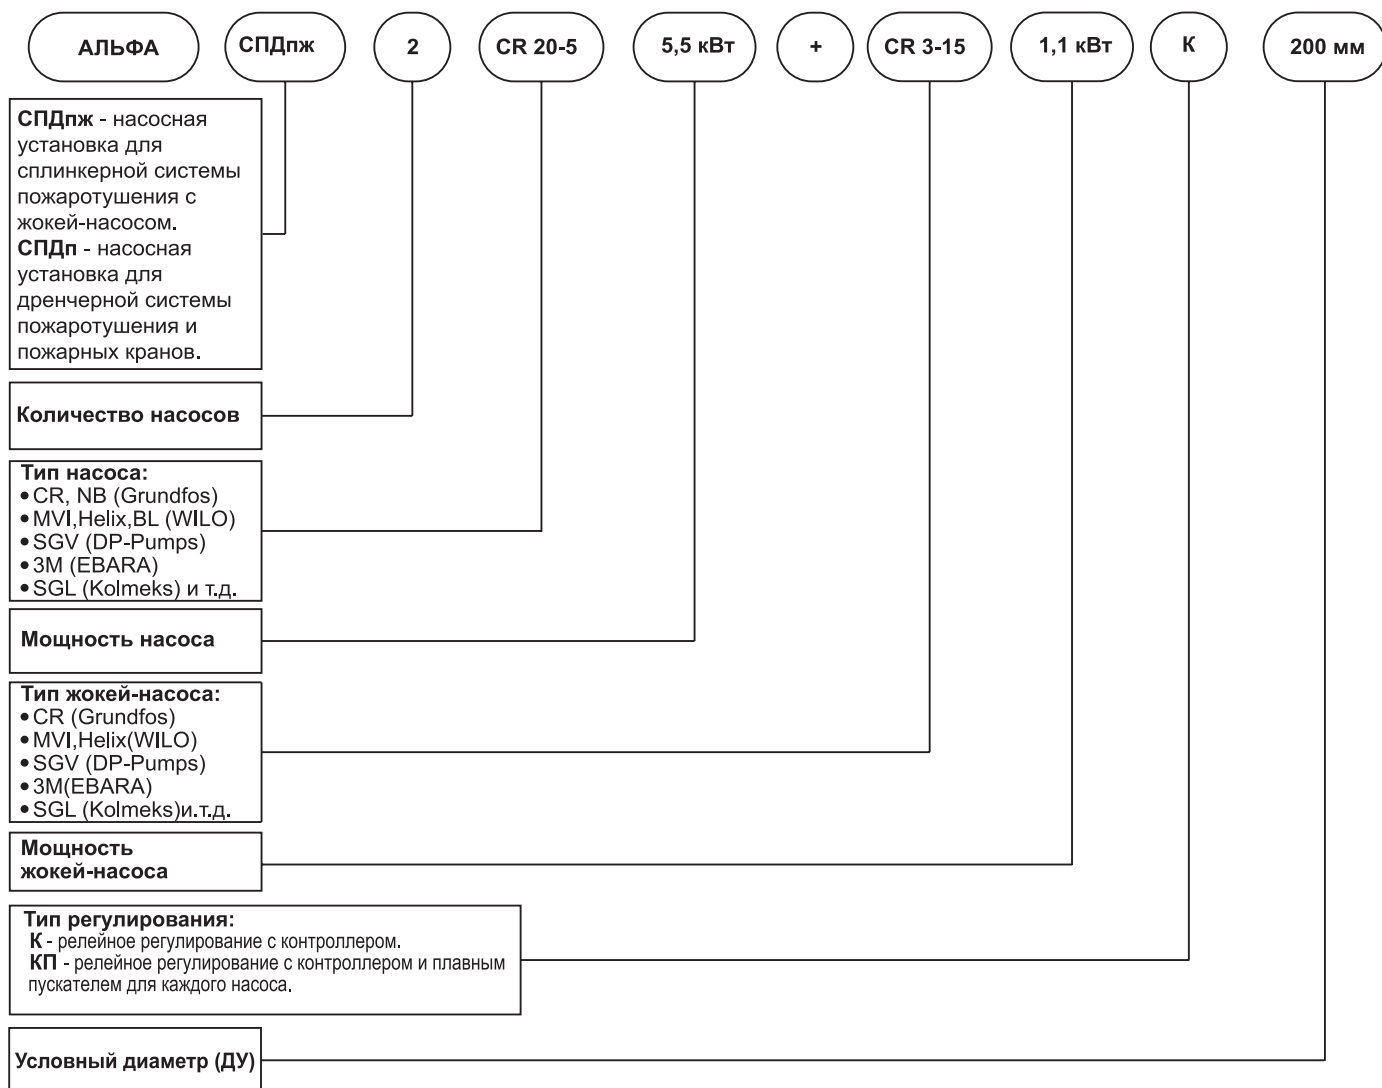 АЛЬФА СПДпж 2 CR 20-5 5,5 кВт + CR 3-15 1,1 кВт К 200 мм
СПДпж - насосная
установка для
сплинкерной системы
пожаротушения с
жокей-насосом.
СПДп - насосная
установка для
дренчерной системы
пожаротушения и
пожарных кранов.
Количество насосов
Тип насоса:
• CR, NB (Grundfos)
• MVI,Helix,BL (WILO)
• SGV (DP-Pumps)
• 3M (EBARA)
• SGL (Kolmeks) и т.д.
Мощность насоса
Тип жокей-насоса:
• CR (Grundfos)
• MVI,Helix(WILO)
• SGV (DP-Pumps)
• 3M(EBARA)
• SGL (Kolmeks)и.т.д.
Мощность
жокей-насоса
Тип регулирования:
К - релейное регулирование с контроллером.
КП - релейное регулирование с контроллером и плавным
пускателем для каждого насоса.
Условный диаметр (ДУ)